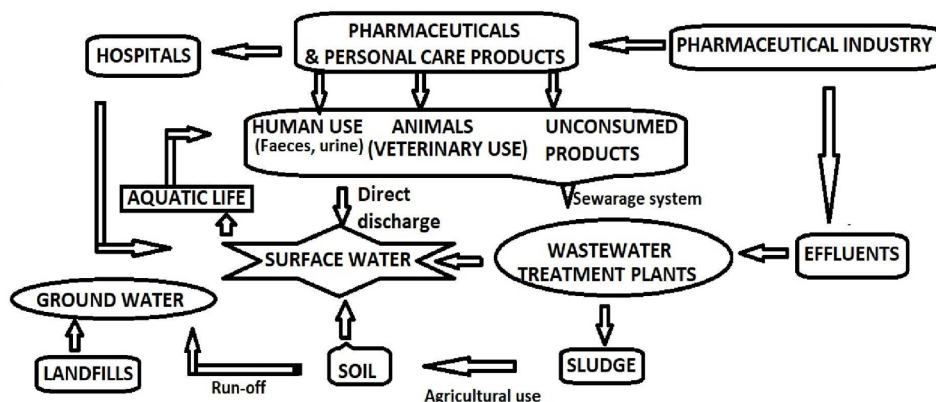 PHARMACEUTICALS
& PERSONAL CARE PRODUCTS
HOSPITALS
PHARMACEUTICAL INDUSTRY
HUMAN USE
(Faeces, urine)
ANIMALS
(VETERINARY USE)
UNCONSUMED
PRODUCTS
AQUATIC LIFE
Direct
discharge
Sewarage system
SURFACE WATER
WASTEWATER
TREATMENT PLANTS
EFFLUENTS
GROUND WATER
LANDFILLS
Run-off
SOIL
Agricultural use
SLUDGE